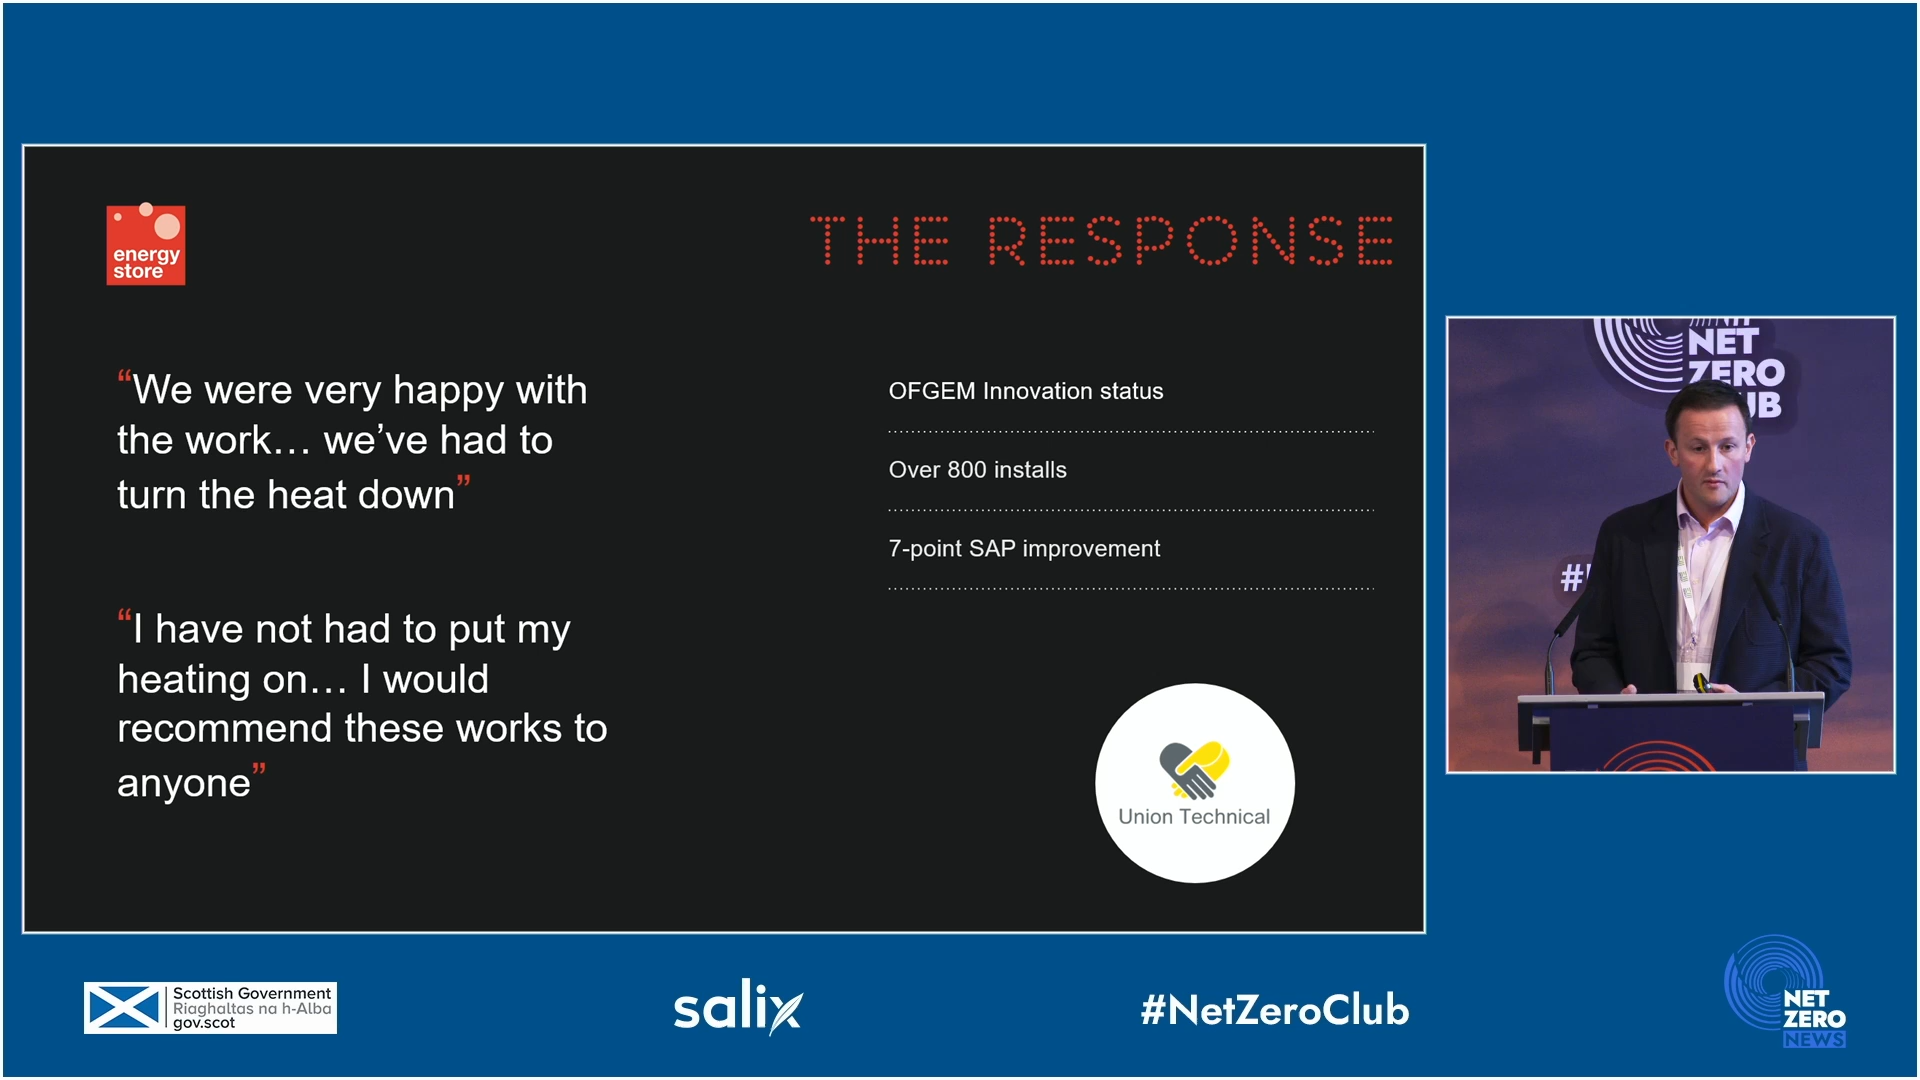 energy
store
THE RESPONSE
“We were very happy with
the work… we’ve had to
turn the heat down”
“I have not had to put my
heating on… I would
recommend these works to
anyone”
OFGEM Innovation status
Over 800 installs
7-point SAP improvement
Union Technical
NET
ZERO
UB
#
Scottish Government
Riaghaltas na h-Alba
gov.scot
salix
#NetZeroClub
NET
ZERO
NEWS